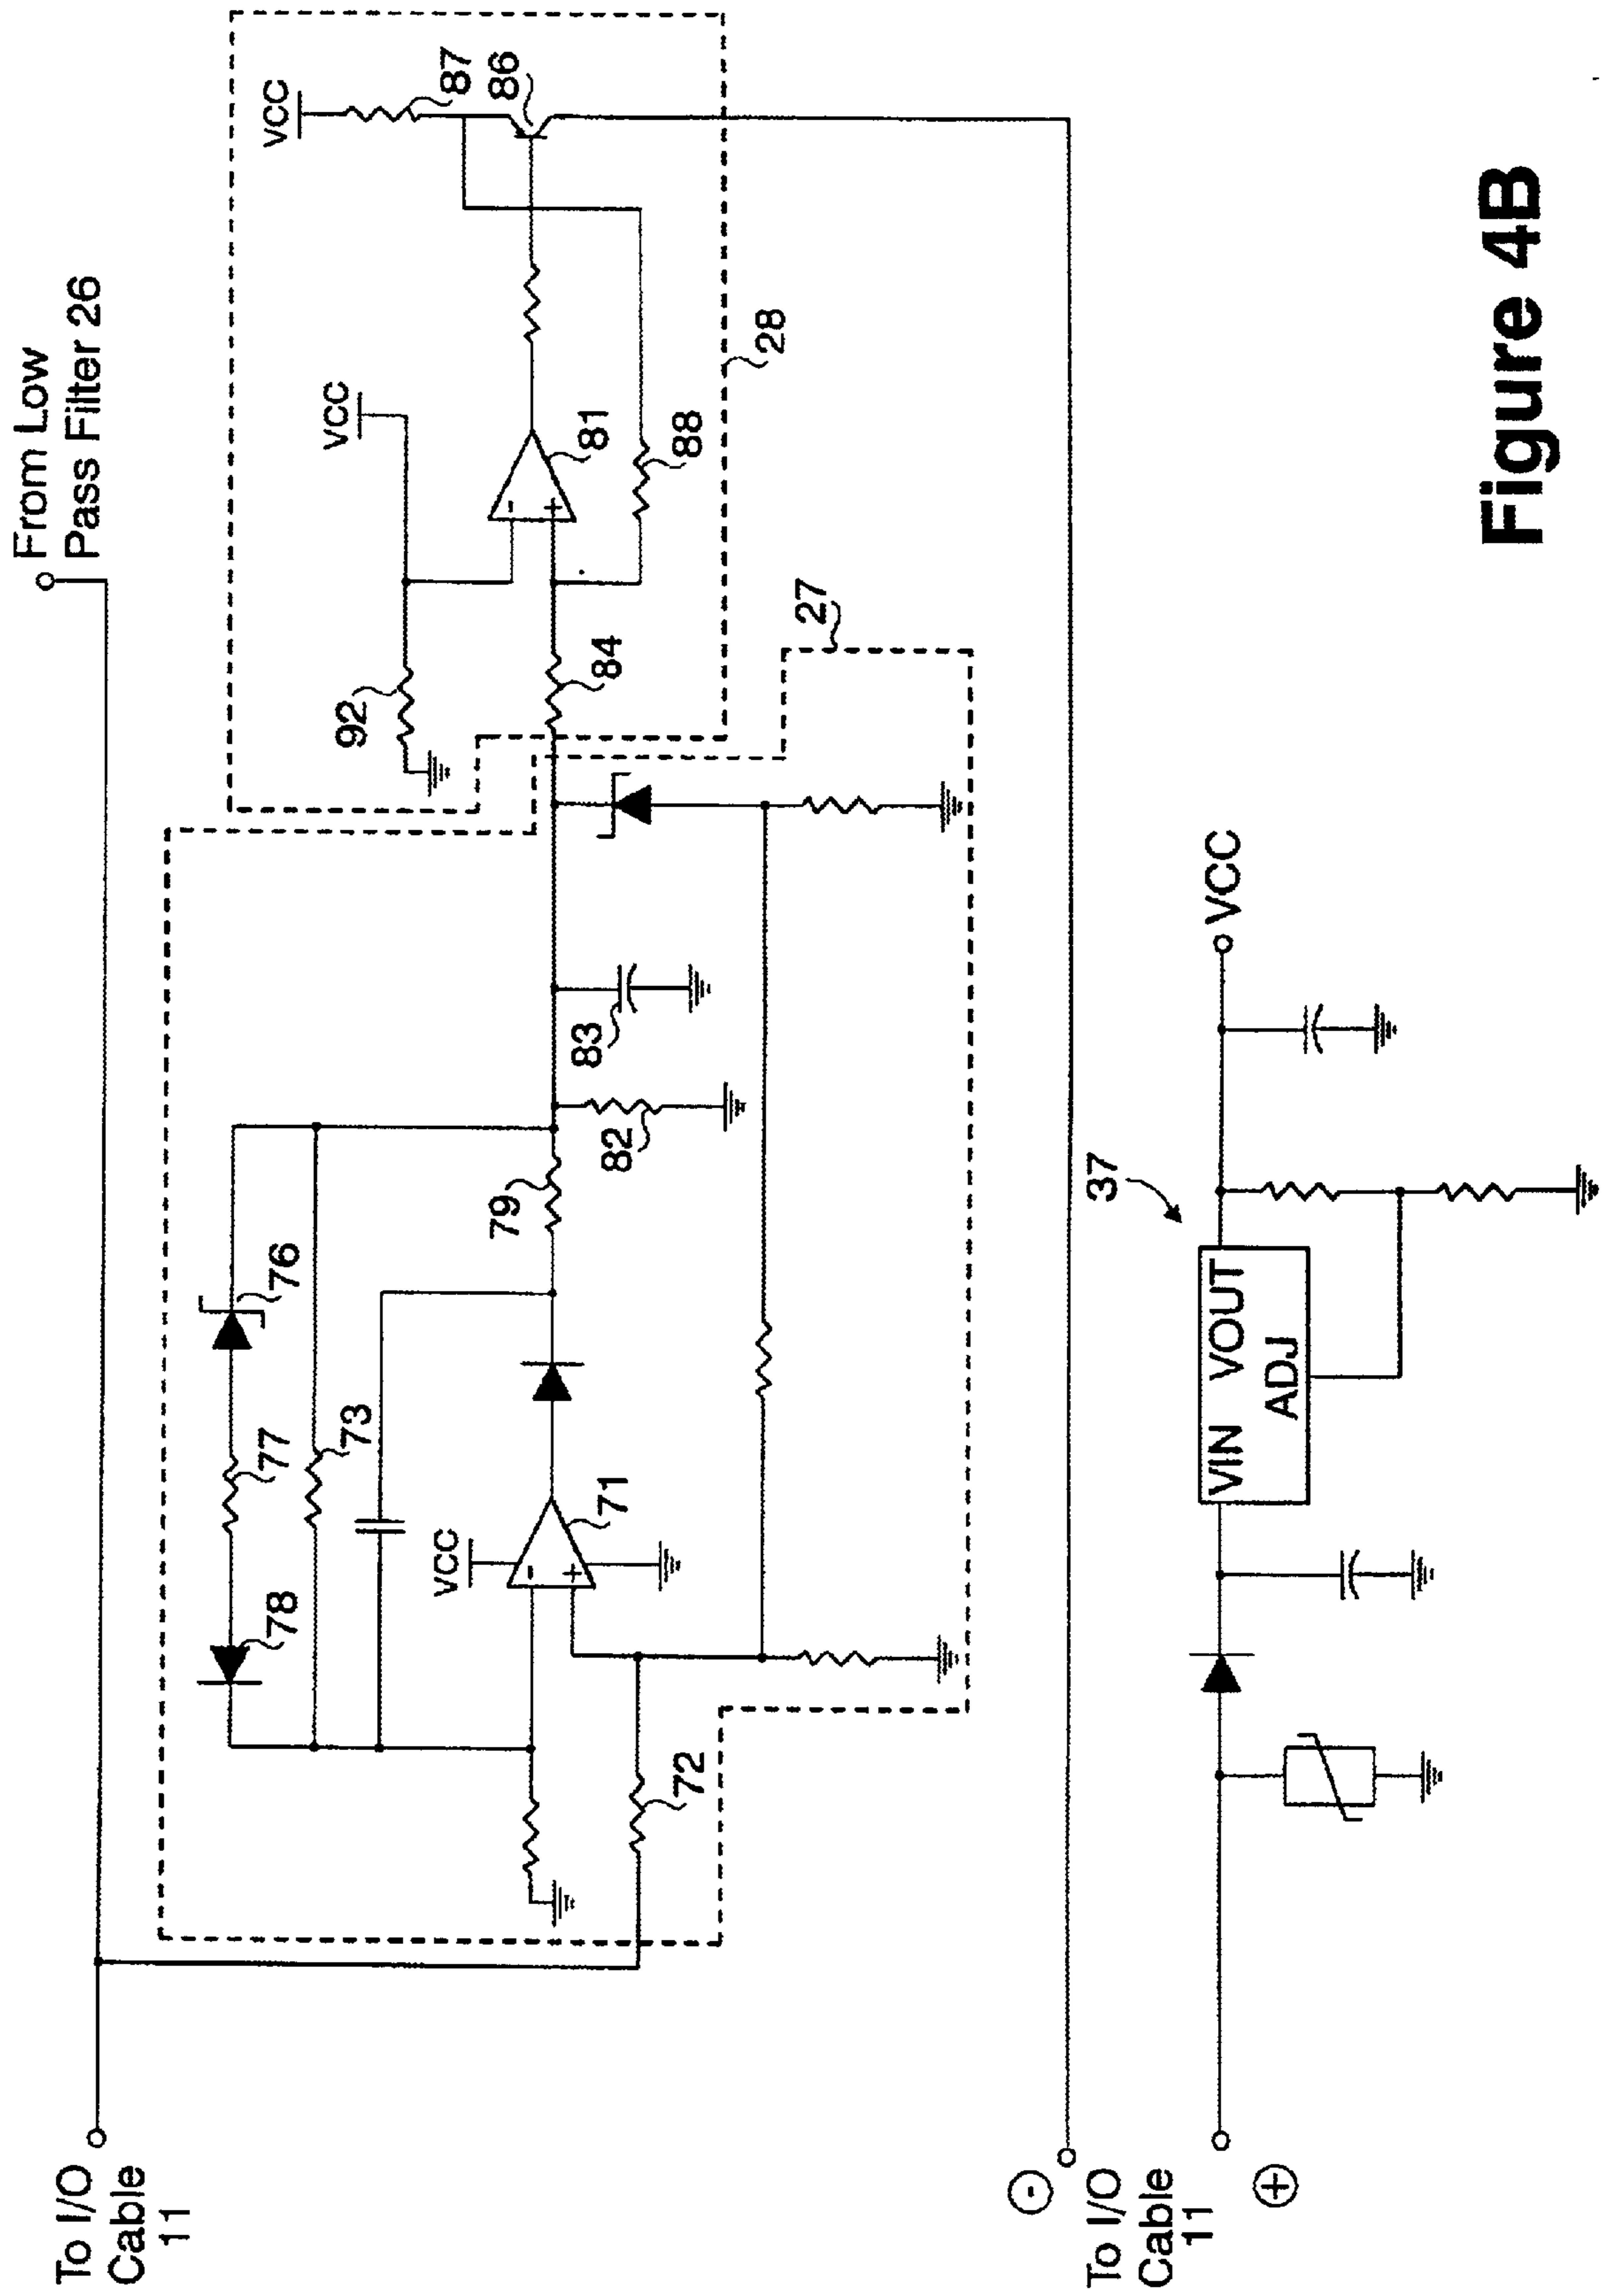 From Low
Pass Filter 26
To I/O
Cable
11
78
77
76
73
VCC
-
+
71
79
72
82
83
27
92
84
VCC
-
+
81
88
28
VCC
87
86
-
To I/O
Cable
11
+
37
VIN VOUT
ADJ
VCC
Figure 4B